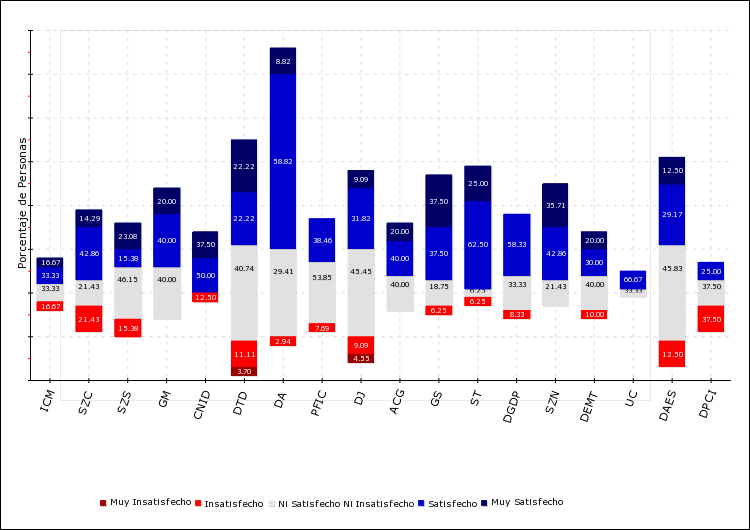 Porcentaje de Personas
16.67
33.33
33.33
16.67
14.29
42.86
21.43
21.43
23.08
15.38
46.15
15.38
20.00
40.00
40.00
37.50
50.00
12.50
22.22
22.22
40.74
11.11
3.70
8.82
58.82
29.41
2.94
38.46
53.85
7.69
9.09
31.82
45.45
9.09
4.55
20.00
40.00
40.00
37.50
37.50
18.75
6.25
25.00
62.50
6.25
6.25
58.33
33.33
8.33
35.71
42.86
21.43
20.00
30.00
40.00
10.00
66.67
33.33
12.50
29.17
45.83
12.50
25.00
37.50
37.50
ICM
SZC
SZS
GM
CNID
DTD
DA
PFIC
DJ
ACG
GS
ST
DGDP
SZN
DEMT
UC
DAES
DPCI
Muy Insatisfecho
Insatisfecho
Ni Satisfecho Ni Insatisfecho
Satisfecho
Muy Satisfecho